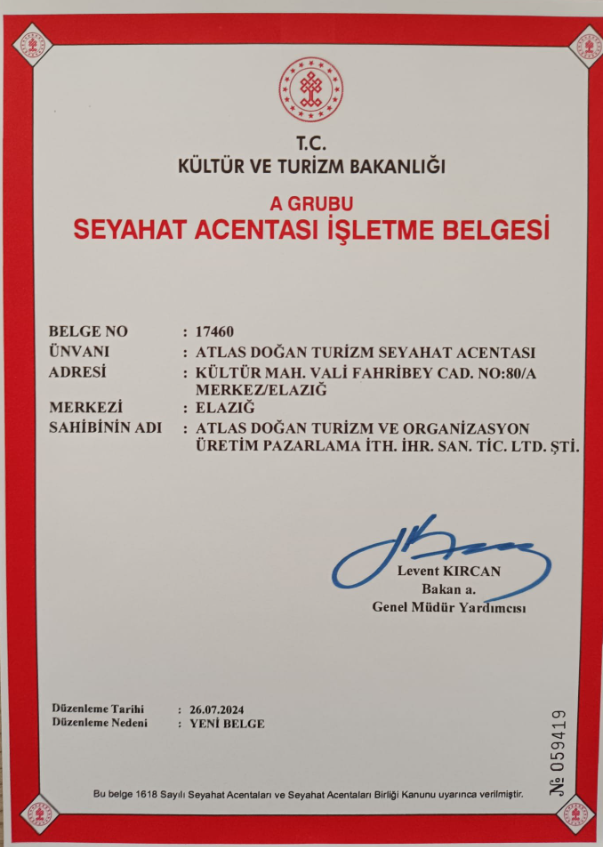 T.C.
KÜLTÜR VE TURİZM BAKANLIĞI
A GRUBU
SEYAHAT ACENTASI İŞLETME BELGESİ
BELGE NO : 17460
ÜNVANI : ATLAS DOĞAN TURİZM SEYAHAT ACENTASI
ADRESİ : KÜLTÜR MAH. VALİ FAHRİBEY CAD. NO:80/A
MERKEZ/ELAZIĞ
MERKEZİ : ELAZIĞ
SAHİBİNİN ADI : ATLAS DOĞAN TURİZM VE ORGANİZASYON
ÜRETİM PAZARLAMA İTH. İHR. SAN. TİC. LTD. ŞTİ.
Levent KIRCAN
Bakan a.
Genel Müdür Yardımcısı
Düzenleme Tarihi : 26.07.2024
Düzenleme Nedeni : YENİ BELGE
№ 059419
Bu belge 1618 Sayılı Seyahat Acentaları ve Seyahat Acentaları Birliği Kanunu uyarınca verilmiştir.